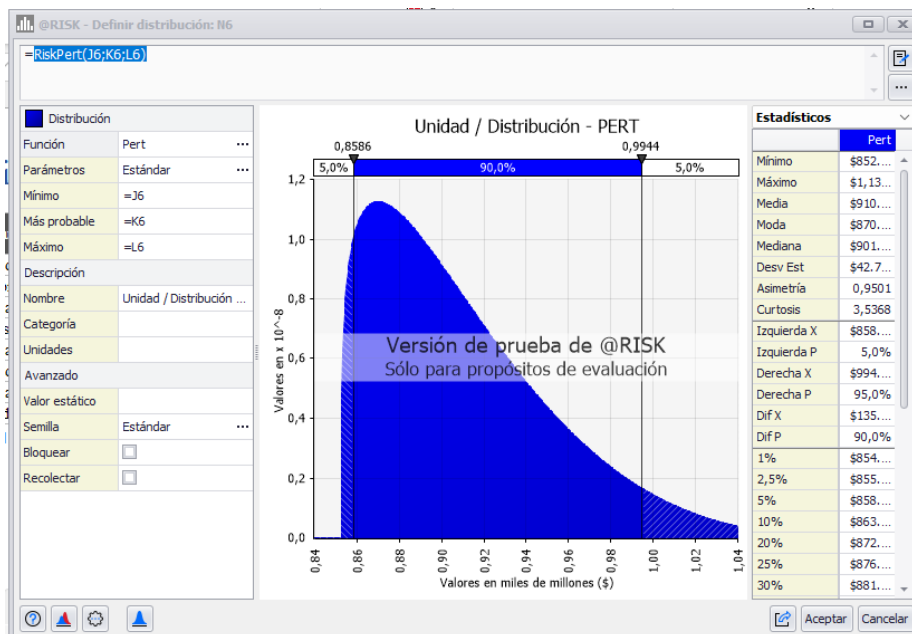 @RISK - Definir distribución: N6
=RiskPert(J6;K6;L6)
Distribución
Función Pert ...
Parámetros Estándar ...
Mínimo =J6
Más probable =K6
Máximo =L6
Descripción
Nombre Unidad / Distribución ...
Categoría
Unidades
Avanzado
Valor estático
Semilla Estándar ...
Bloquear
Recolectar
Unidad / Distribución - PERT
0,8586 0,9944
5,0% 90,0% 5,0%
1,2
1,0
0,8
0,6
0,4
0,2
0,0
Valores en x 10^-8
Versión de prueba de @RISK
Sólo para propósitos de evaluación
0,84 0,86 0,88 0,90 0,92 0,94 0,96 0,98 1,00 1,02 1,04
Valores en miles de millones ($)
Estadísticos
Pert
Mínimo $852....
Máximo $1,13...
Media $910....
Moda $870....
Mediana $901....
Desv Est $42.7...
Asimetría 0,9501
Curtosis 3,5368
Izquierda X $858....
Izquierda P 5,0%
Derecha X $994....
Derecha P 95,0%
Dif X $135....
Dif P 90,0%
1% $854....
2,5% $855....
5% $858....
10% $863....
20% $872....
25% $876....
30% $881....
Aceptar Cancelar